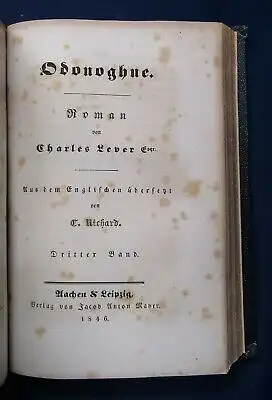 Odonoghue.
Roman
von
Charles Lever Esqr.
Aus dem Englischen übersetzt
von
C. Richard.
Dritter Band.
Aachen & Leipzig,
Verlag von Jacob Anton Mayer.
1846.